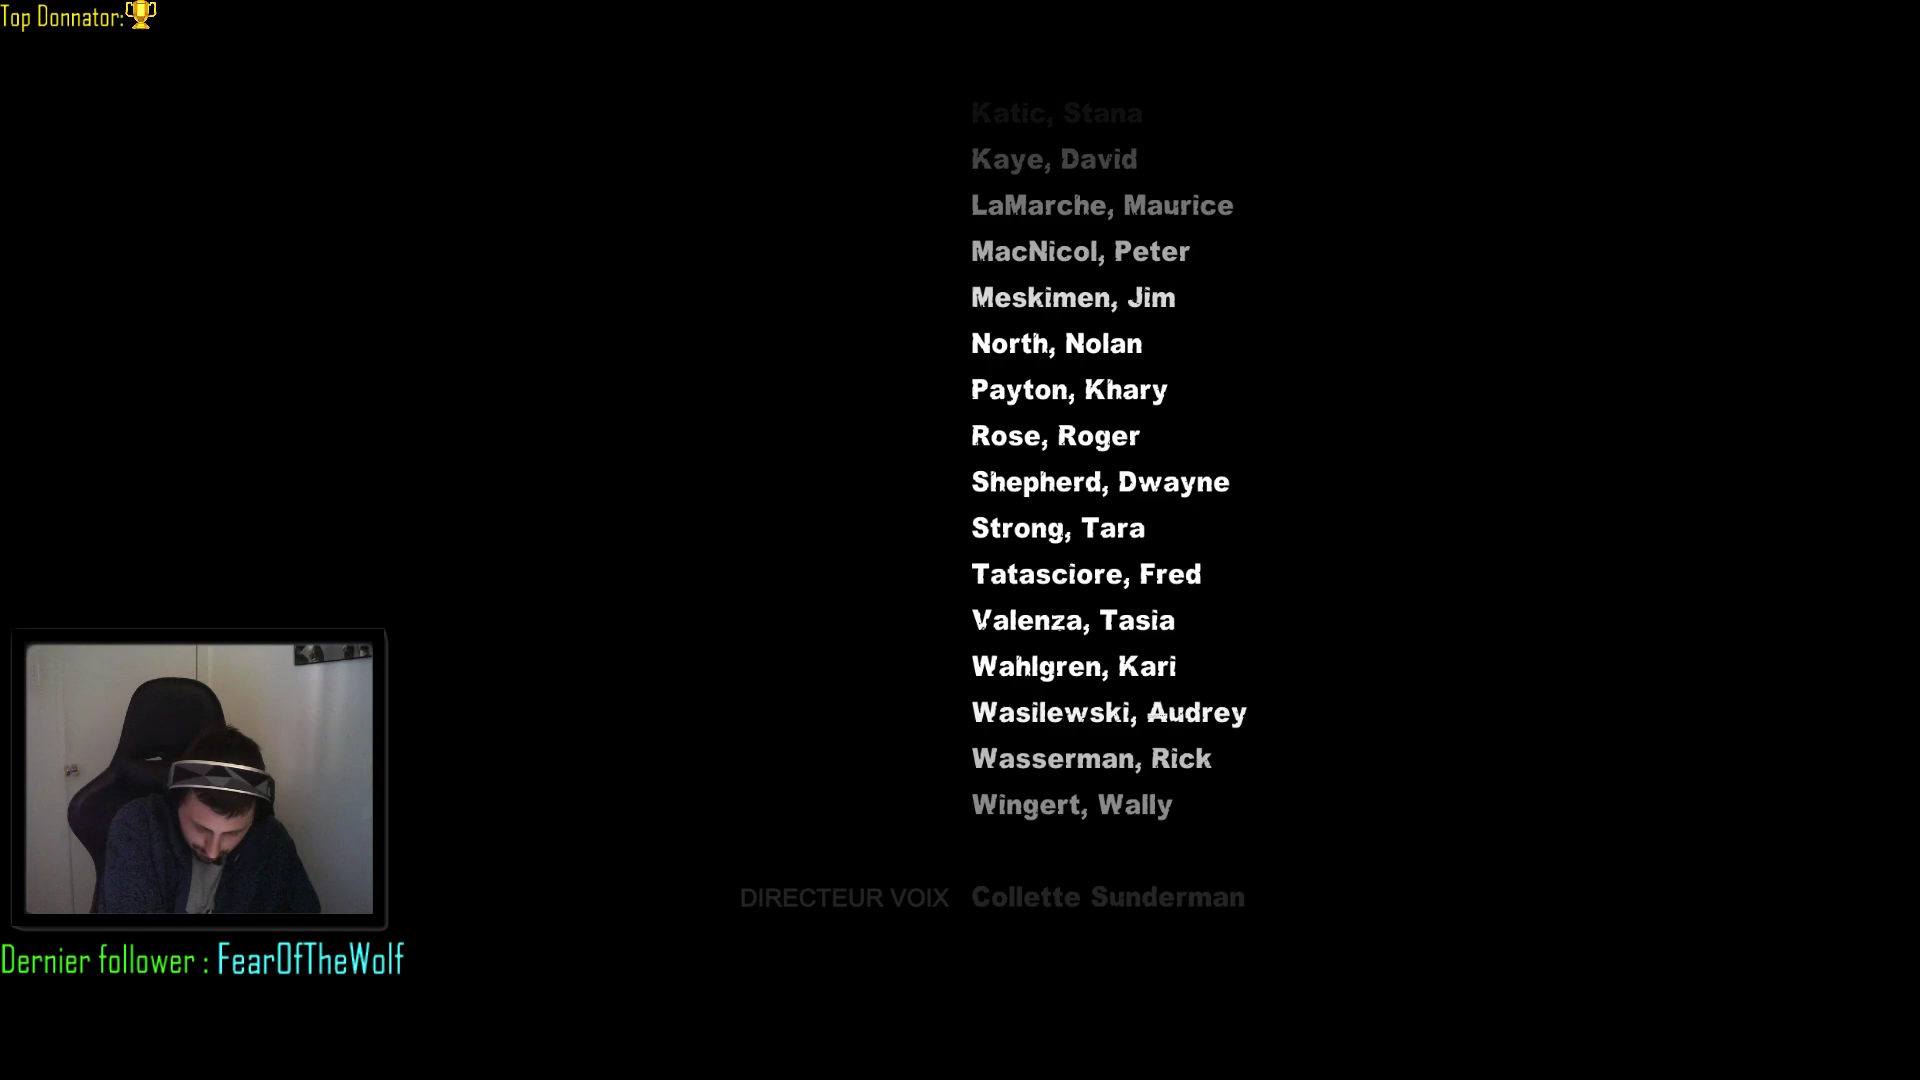 Top Donnator:
Katic, Stana
Kaye, David
LaMarche, Maurice
MacNicol, Peter
Meskimen, Jim
North, Nolan
Payton, Khary
Rose, Roger
Shepherd, Dwayne
Strong, Tara
Tatasciore, Fred
Valenza, Tasia
Wahlgren, Kari
Wasilewski, Audrey
Wasserman, Rick
Wingert, Wally
DIRECTEUR VOIX Collette Sunderman
Dernier follower : FearOfTheWolf